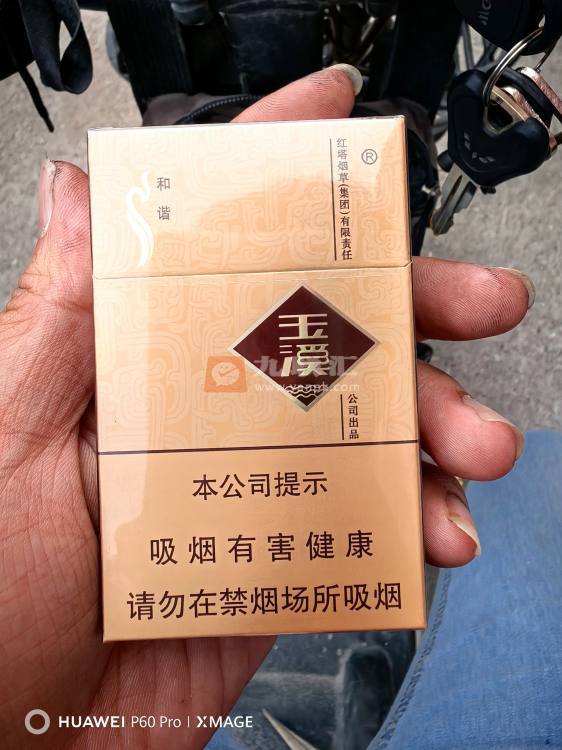 和谐
红塔烟草(集团)有限责任
®
玉溪
公司出品
本公司提示
吸烟有害健康
请勿在禁烟场所吸烟
HUAWEI P60 Pro | XMAGE